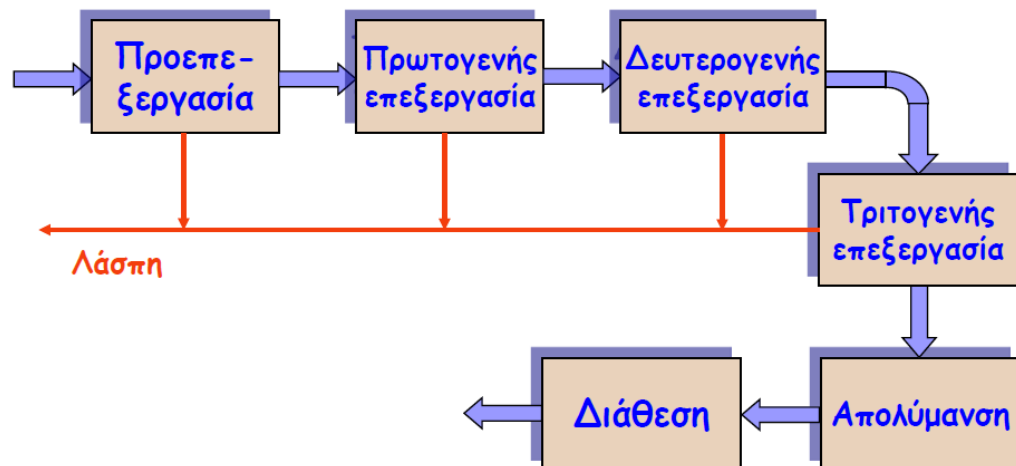 Προεπε-
ξεργασία
Πρωτογενής
επεξεργασία
Δευτερογενής
επεξεργασία
Τριτογενής
επεξεργασία
Λάσπη
Διάθεση
Απολύμανση